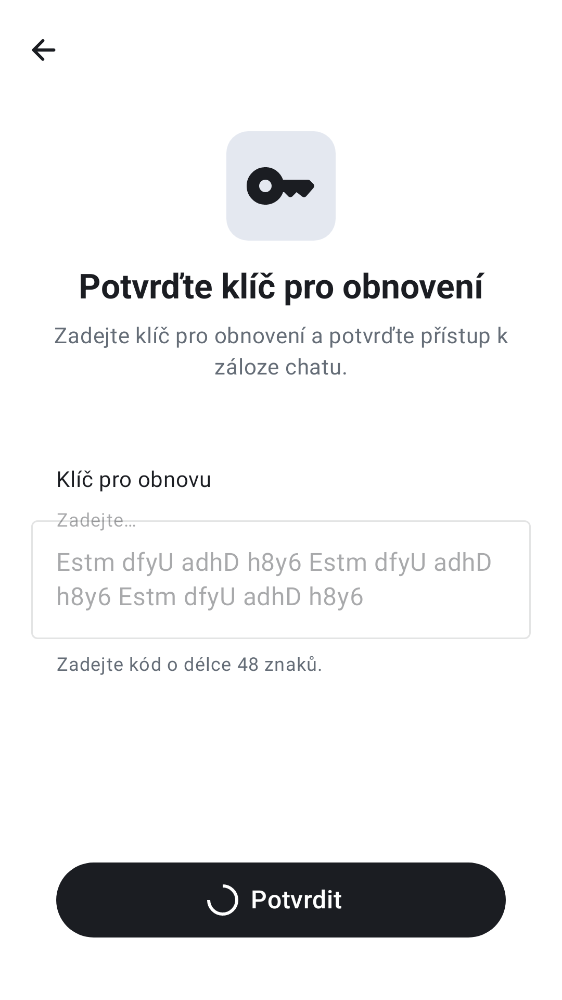 Potvrďte klíč pro obnovení
Zadejte klíč pro obnovení a potvrďte přístup k
záloze chatu.
Klíč pro obnovu
Zadejte…
Estm dfyU adhD h8y6 Estm dfyU adhD
h8y6 Estm dfyU adhD h8y6
Zadejte kód o délce 48 znaků.
Potvrdit